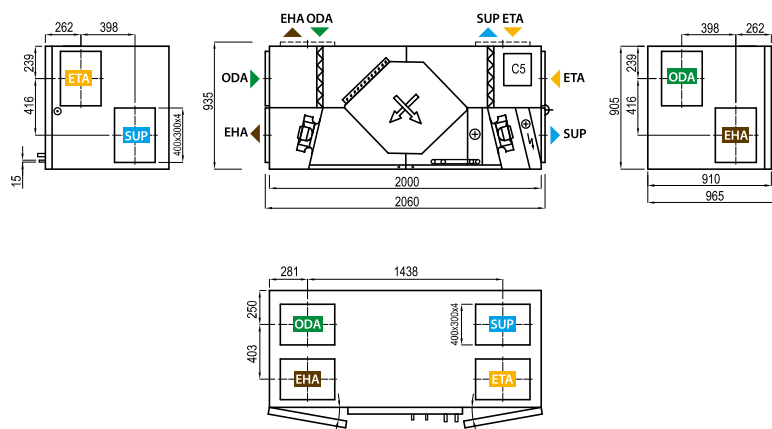 262 398
239
416
15
ETA
SUP
400x300x4
EHA ODA
SUP ETA
935
ODA
EHA
C5
ETA
SUP
2000
2060
398 262
239
416
905
ODA
EHA
910
965
281 1438
250
403
ODA
EHA
400x300x4
SUP
ETA